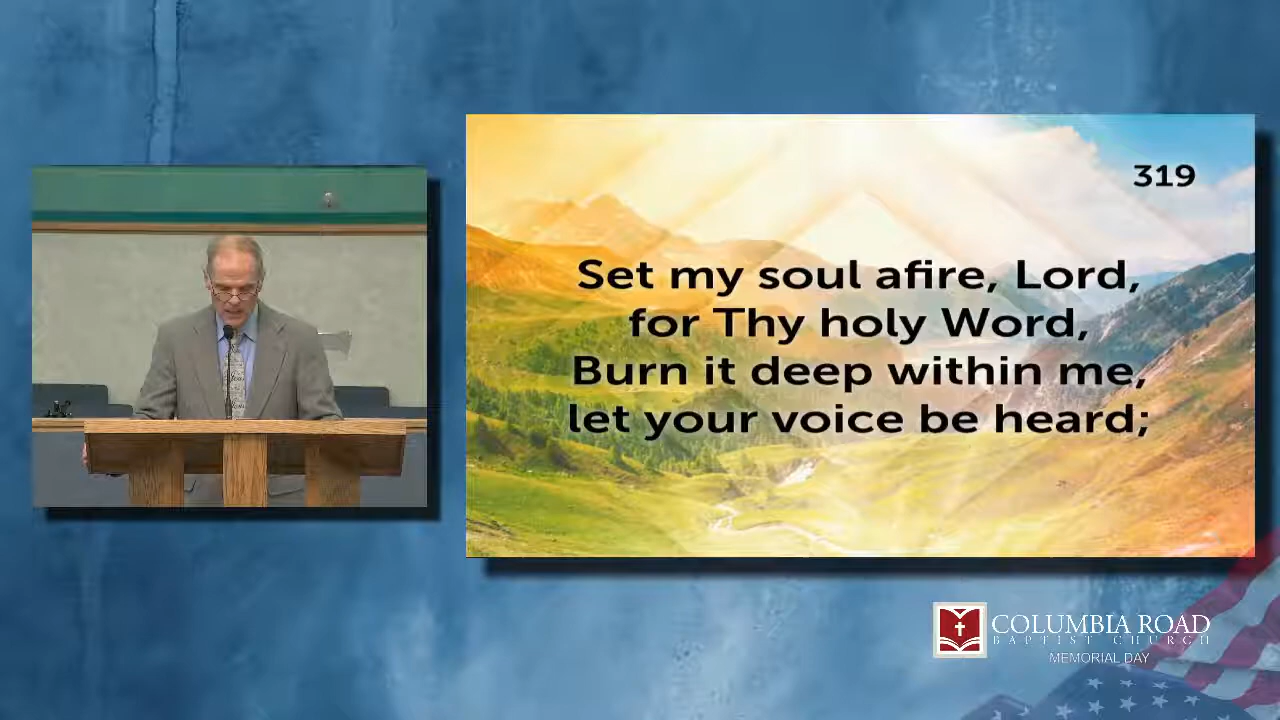 319
Set my soul afire, Lord,
for Thy holy Word,
Burn it deep within me,
let your voice be heard;
COLUMBIA ROAD
BAPTIST CHURCH
MEMORIAL DAY